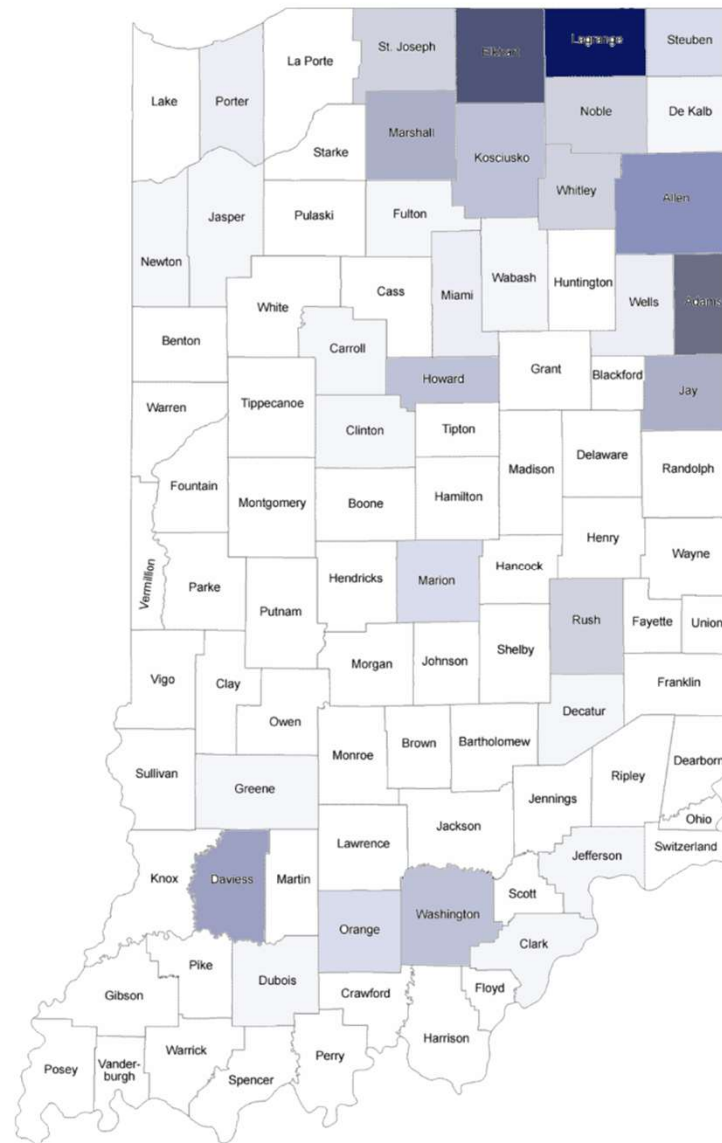 St. Joseph
Elkhart
Lagrange
Steuben
La Porte
Lake
Porter
Noble
De Kalb
Marshall
Starke
Kosciusko
Whitley
Allen
Jasper
Pulaski
Fulton
Newton
Wabash
Huntington
Miami
Cass
Wells
Adams
White
Benton
Carroll
Grant
Blackford
Howard
Jay
Warren
Tippecanoe
Clinton
Tipton
Delaware
Madison
Randolph
Fountain
Montgomery
Boone
Hamilton
Henry
Wayne
Vermillion
Parke
Hendricks
Marion
Hancock
Putnam
Rush
Fayette
Union
Shelby
Vigo
Clay
Morgan
Johnson
Franklin
Owen
Decatur
Monroe
Brown
Bartholomew
Sullivan
Greene
Jennings
Ripley
Dearborn
Ohio
Lawrence
Jackson
Switzerland
Jefferson
Knox
Daviess
Martin
Scott
Washington
Orange
Clark
Pike
Dubois
Gibson
Crawford
Floyd
Harrison
Posey
Vander-
burgh
Warrick
Spencer
Perry